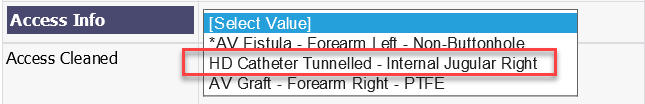 Access Info
[Select Value]
*AV Fistula - Forearm Left - Non-Buttonhole
Access Cleaned
HD Catheter Tunnelled - Internal Jugular Right
AV Graft - Forearm Right - PTFE